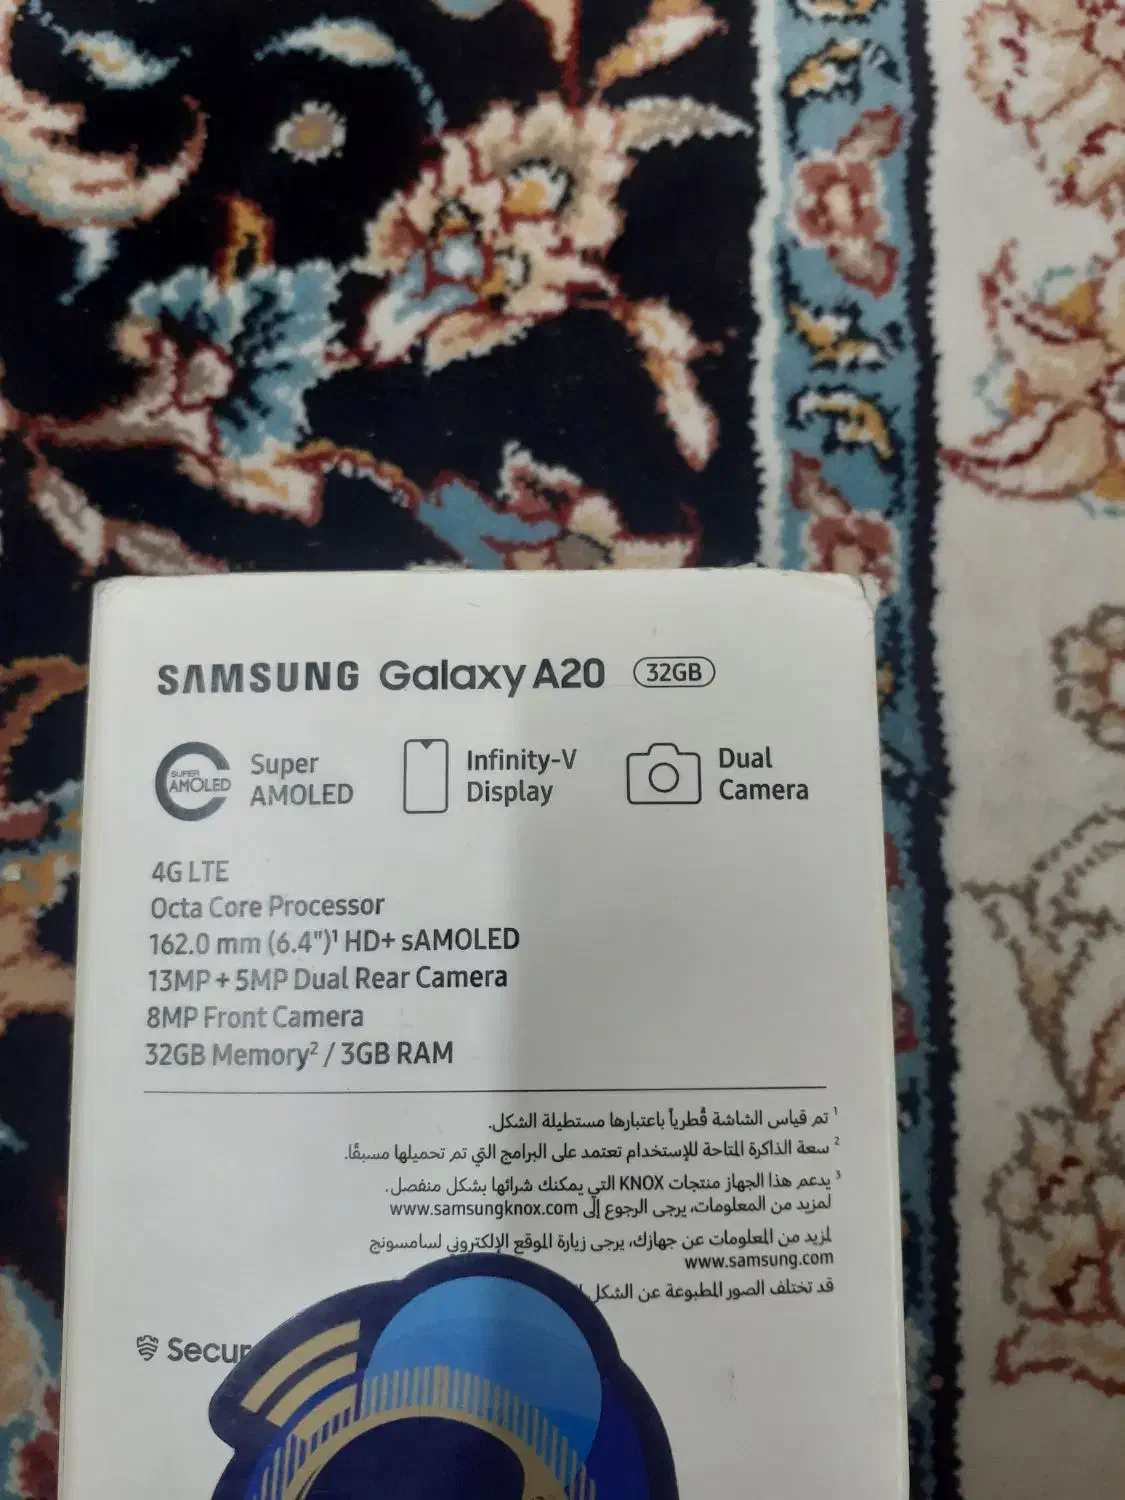 SAMSUNG Galaxy A20 32GB
SUPER AMOLED
Super AMOLED
Infinity-V Display
Dual Camera
4G LTE
Octa Core Processor
162.0 mm (6.4")¹ HD+ sAMOLED
13MP + 5MP Dual Rear Camera
8MP Front Camera
32GB Memory² / 3GB RAM
¹ تم قياس الشاشة قُطرياً باعتبارها مستطيلة الشكل.
² سعة الذاكرة المتاحة للإستخدام تعتمد على البرامج التي تم تحميلها مسبقًا.
³ يدعم هذا الجهاز منتجات KNOX التي يمكنك شرائها بشكل منفصل.
لمزيد من المعلومات، يرجى الرجوع إلى www.samsungknox.com
لمزيد من المعلومات عن جهازك، يرجى زيارة الموقع الإلكتروني لسامسونج
www.samsung.com
قد تختلف الصور المطبوعة عن الشكل
Secur